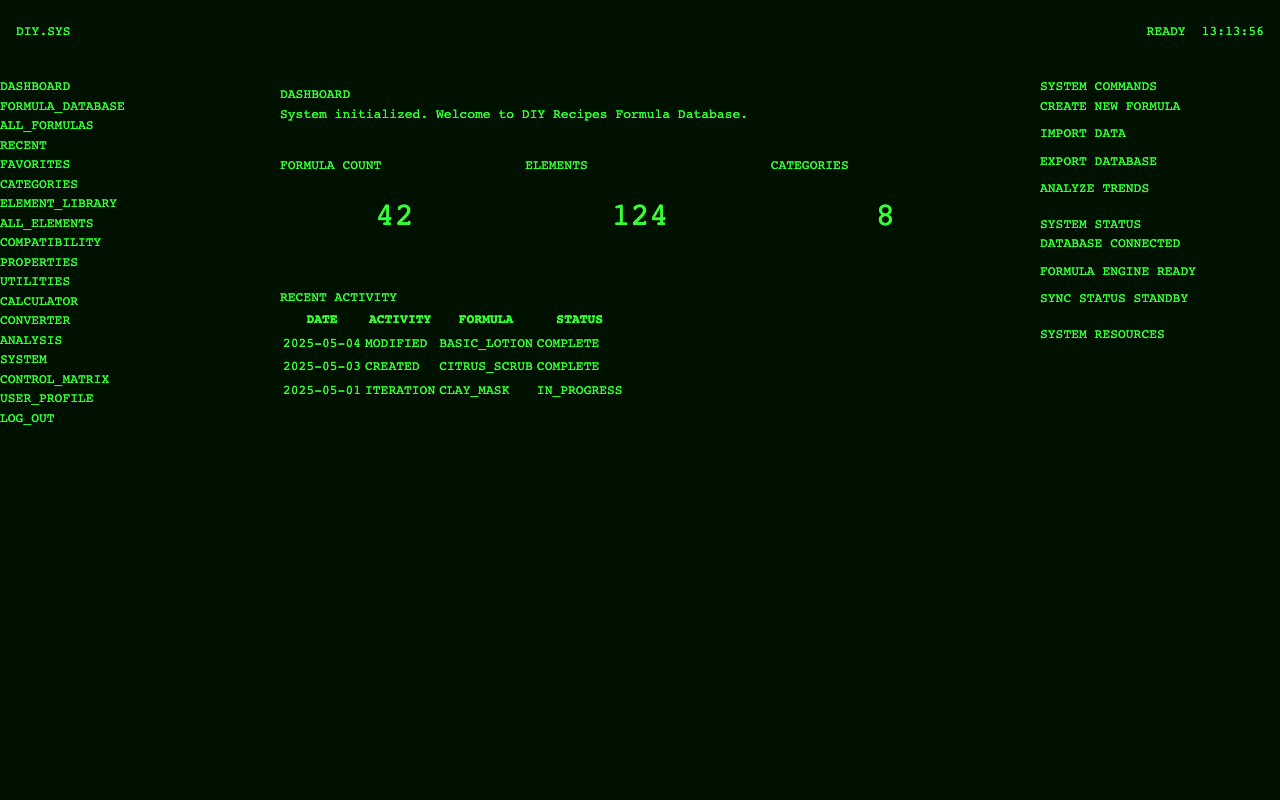 DIY.SYS
READY 13:13:56
DASHBOARD
FORMULA_DATABASE
ALL_FORMULAS
RECENT
FAVORITES
CATEGORIES
ELEMENT_LIBRARY
ALL_ELEMENTS
COMPATIBILITY
PROPERTIES
UTILITIES
CALCULATOR
CONVERTER
ANALYSIS
SYSTEM
CONTROL_MATRIX
USER_PROFILE
LOG_OUT
DASHBOARD
System initialized. Welcome to DIY Recipes Formula Database.
FORMULA COUNT
42
ELEMENTS
124
CATEGORIES
8
RECENT ACTIVITY
DATE ACTIVITY FORMULA STATUS
2025-05-04 MODIFIED BASIC_LOTION COMPLETE
2025-05-03 CREATED CITRUS_SCRUB COMPLETE
2025-05-01 ITERATION CLAY_MASK IN_PROGRESS
SYSTEM COMMANDS
CREATE NEW FORMULA
IMPORT DATA
EXPORT DATABASE
ANALYZE TRENDS
SYSTEM STATUS
DATABASE CONNECTED
FORMULA ENGINE READY
SYNC STATUS STANDBY
SYSTEM RESOURCES